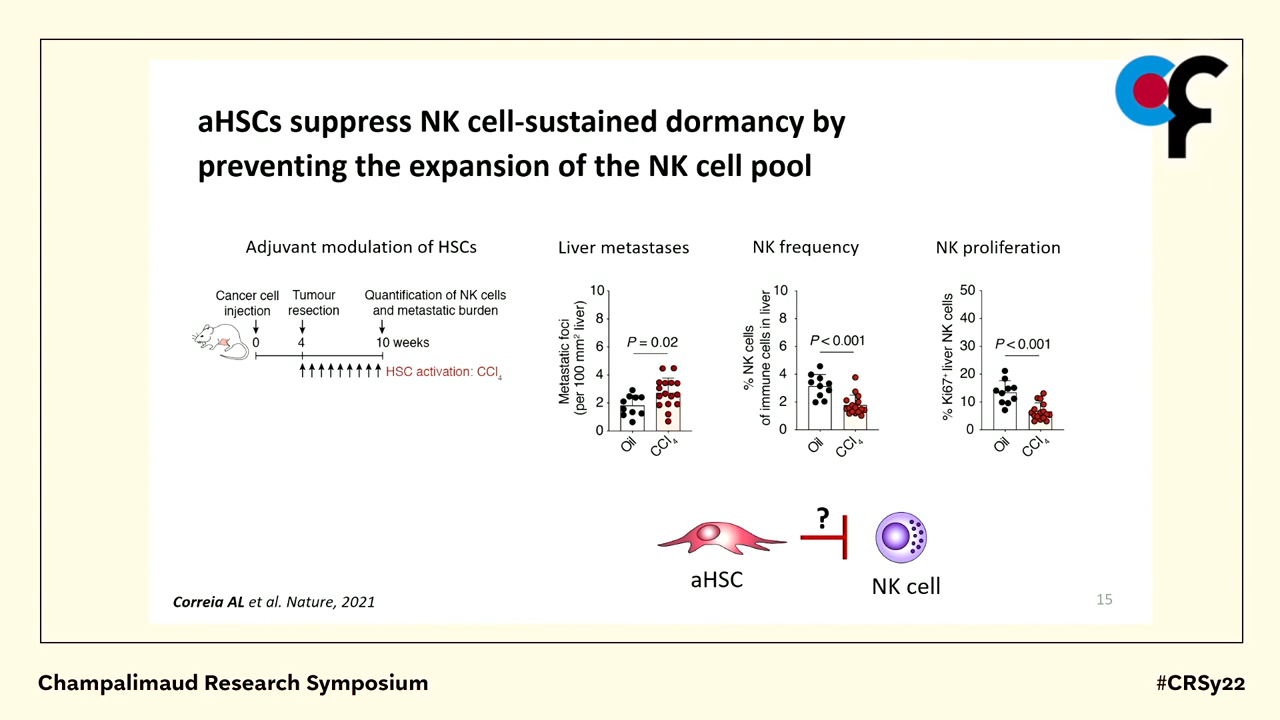 aHSCs suppress NK cell-sustained dormancy by
preventing the expansion of the NK cell pool
Adjuvant modulation of HSCs
Cancer cell
injection
Tumour
resection
Quantification of NK cells
and metastatic burden
0
4
10 weeks
HSC activation: CCl4
Liver metastases
Metastatic foci
(per 100 mm² liver)
10
8
6
4
2
0
P = 0.02
Oil
CCl4
NK frequency
% NK cells
of immune cells in liver
10
8
6
4
2
0
P < 0.001
Oil
CCl4
NK proliferation
% Ki67⁺ liver NK cells
50
40
30
20
10
0
P < 0.001
Oil
CCl4
?
aHSC
NK cell
Correia AL et al. Nature, 2021
15
cf
Champalimaud Research Symposium
#CRSy22